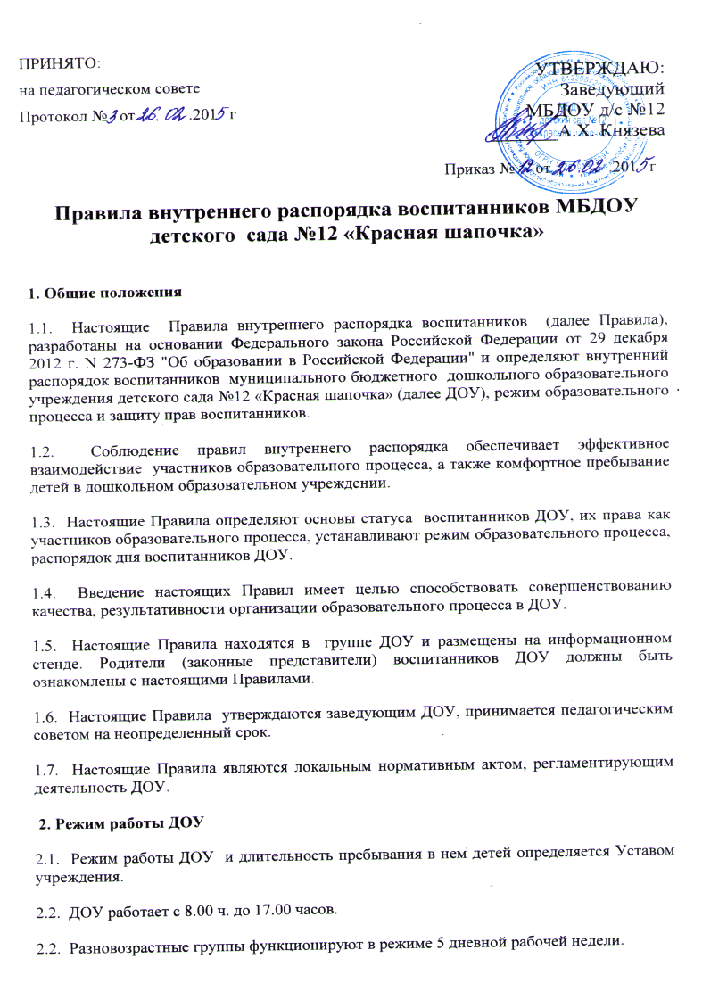 ПРИНЯТО:
на педагогическом совете
Протокол №3 от 26.02.2015 г
УТВЕРЖДАЮ:
Заведующий
МБДОУ д/с №12
А.Х. Князева
Приказ №12 от 26.02 2015 г
Правила внутреннего распорядка воспитанников МБДОУ
детского сада №12 «Красная шапочка»
1. Общие положения
1.1. Настоящие Правила внутреннего распорядка воспитанников (далее Правила),
разработаны на основании Федерального закона Российской Федерации от 29 декабря
2012 г. N 273-ФЗ "Об образовании в Российской Федерации" и определяют внутренний
распорядок воспитанников муниципального бюджетного дошкольного образовательного
учреждения детского сада №12 «Красная шапочка» (далее ДОУ), режим образовательного
процесса и защиту прав воспитанников.
1.2. Соблюдение правил внутреннего распорядка обеспечивает эффективное
взаимодействие участников образовательного процесса, а также комфортное пребывание
детей в дошкольном образовательном учреждении.
1.3. Настоящие Правила определяют основы статуса воспитанников ДОУ, их права как
участников образовательного процесса, устанавливают режим образовательного процесса,
распорядок дня воспитанников ДОУ.
1.4. Введение настоящих Правил имеет целью способствовать совершенствованию
качества, результативности организации образовательного процесса в ДОУ.
1.5. Настоящие Правила находятся в группе ДОУ и размещены на информационном
стенде. Родители (законные представители) воспитанников ДОУ должны быть
ознакомлены с настоящими Правилами.
1.6. Настоящие Правила утверждаются заведующим ДОУ, принимается педагогическим
советом на неопределенный срок.
1.7. Настоящие Правила являются локальным нормативным актом, регламентирующим
деятельность ДОУ.
2. Режим работы ДОУ
2.1. Режим работы ДОУ и длительность пребывания в нем детей определяется Уставом
учреждения.
2.2. ДОУ работает с 8.00 ч. до 17.00 часов.
2.2. Разновозрастные группы функционируют в режиме 5 дневной рабочей недели.